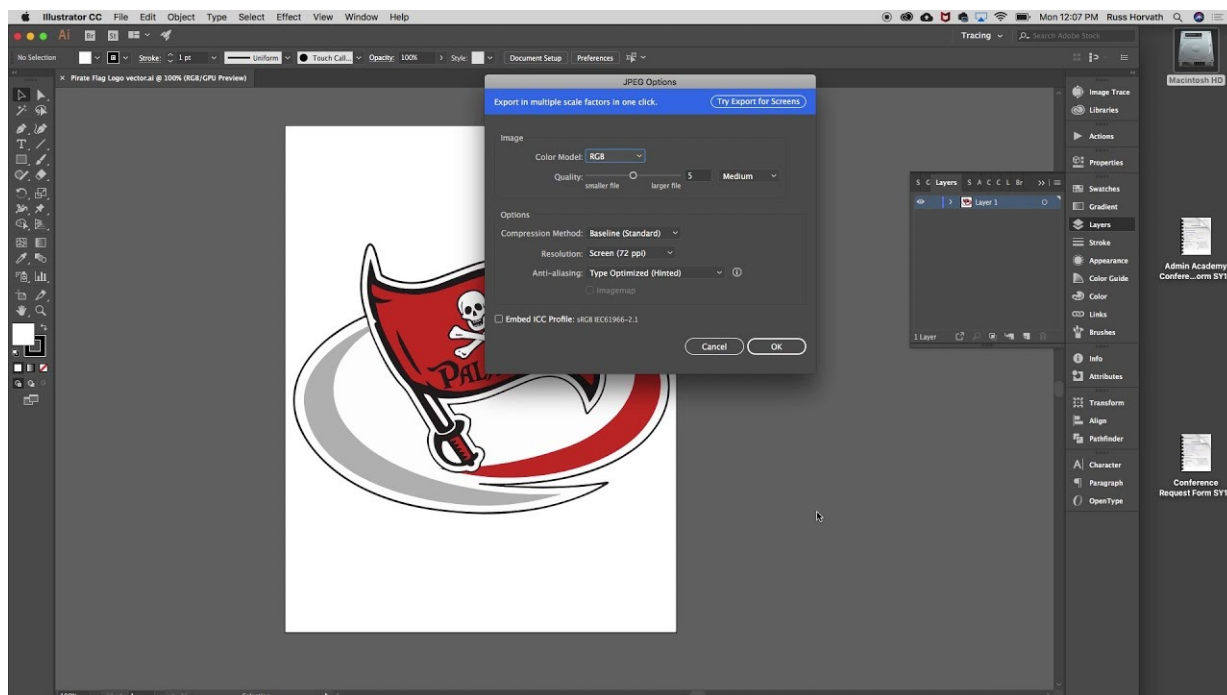 Illustrator CC File Edit Object Type Select Effect View Window Help
Mon 12:07 PM Russ Horvath
Ai Br St
Tracing
Search Adobe Stock
No Selection
Stroke: 1 pt
Uniform
Touch Call...
Opacity: 100%
Style:
Document Setup
Preferences
× Pirate Flag Logo vector.ai @ 100% (RGB/GPU Preview)
JPEG Options
Export in multiple scale factors in one click.
Try Export for Screens
Image
Color Model: RGB
Quality: 5 Medium
smaller file larger file
Options
Compression Method: Baseline (Standard)
Resolution: Screen (72 ppi)
Anti-aliasing: Type Optimized (Hinted)
Imagemap
Embed ICC Profile: sRGB IEC61966-2.1
Cancel OK
PAL
S C Layers S A C C L Br
Layer 1
1 Layer
Image Trace
Libraries
Actions
Properties
Swatches
Gradient
Layers
Stroke
Appearance
Color Guide
Color
Links
Brushes
Info
Attributes
Transform
Align
Pathfinder
Character
Paragraph
OpenType
Macintosh HD
Admin Academy
Confere...orm SY1
Conference
Request Form SY1